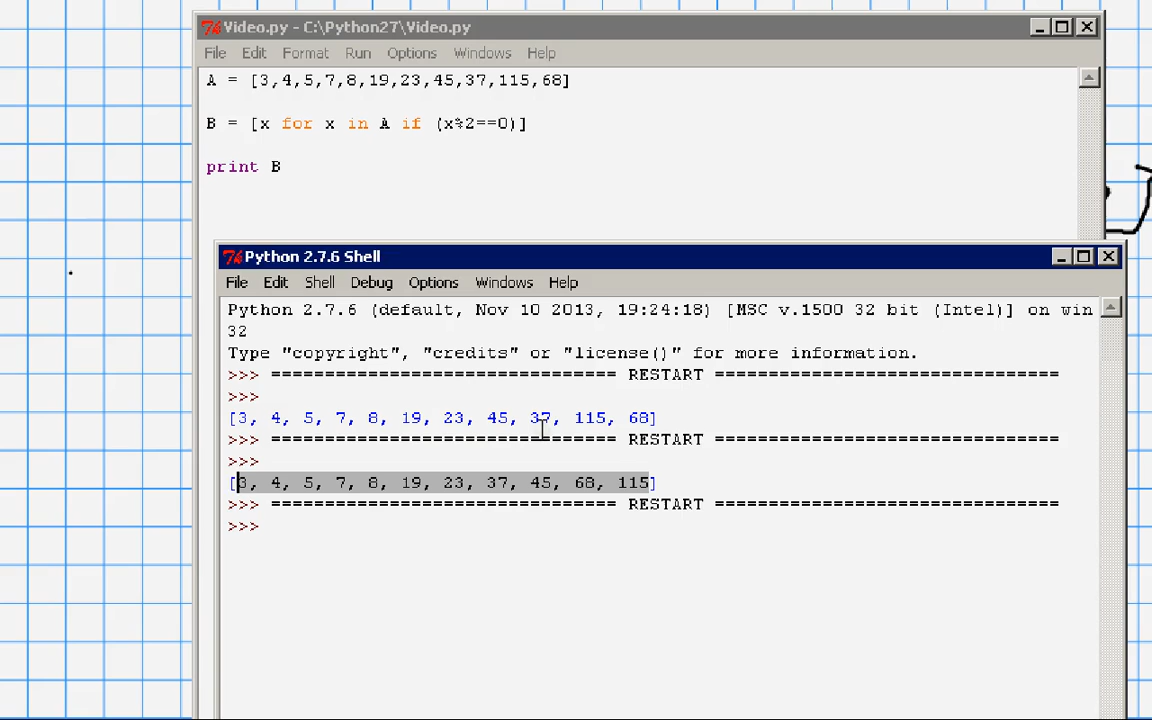 Video.py - C:\Python27\Video.py
File Edit Format Run Options Windows Help
A = [3,4,5,7,8,19,23,45,37,115,68]
B = [x for x in A if (x%2==0)]
print B
Python 2.7.6 Shell
File Edit Shell Debug Options Windows Help
Python 2.7.6 (default, Nov 10 2013, 19:24:18) [MSC v.1500 32 bit (Intel)] on win
32
Type "copyright", "credits" or "license()" for more information.
>>> ================================ RESTART ================================
>>>
[3, 4, 5, 7, 8, 19, 23, 45, 37, 115, 68]
>>> ================================ RESTART ================================
>>>
[3, 4, 5, 7, 8, 19, 23, 37, 45, 68, 115]
>>> ================================ RESTART ================================
>>>